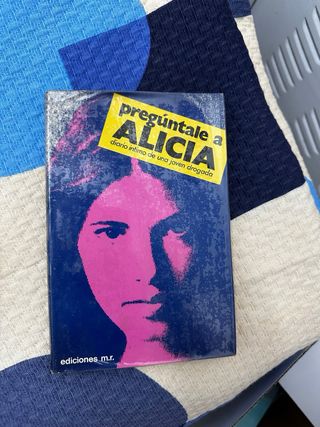 pregúntale a
ALICIA
diario íntimo de una joven drogada
ediciones m.r.